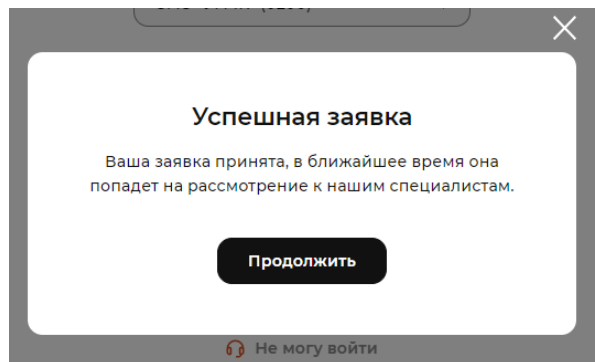 Успешная заявка
Ваша заявка принята, в ближайшее время она
попадет на рассмотрение к нашим специалистам.
Продолжить
Не могу войти